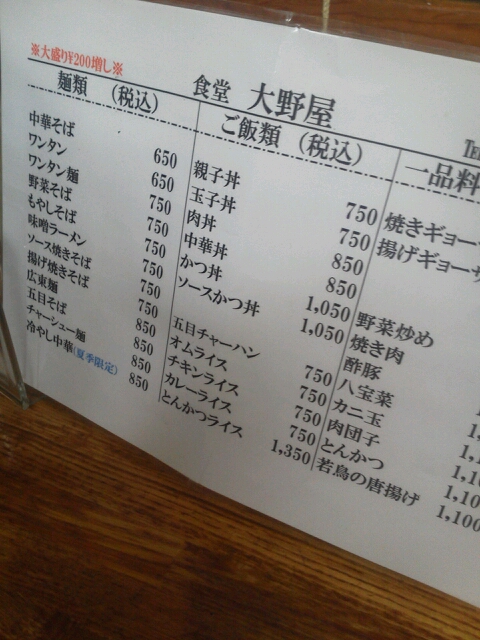 ※大盛り¥200増し※
食堂 大野屋
麺類 (税込)
中華そば 650
ワンタン 650
ワンタン麺 750
野菜そば 750
もやしそば 750
味噌ラーメン 750
ソース焼きそば 750
揚げ焼きそば 850
広東麺 850
五目そば 850
チャーシュー麺 850
冷やし中華(夏季限定)
ご飯類 (税込)
親子丼 750
玉子丼 750
肉丼 850
中華丼 850
かつ丼 1,050
ソースかつ丼 1,050
五目チャーハン 750
オムライス 750
チキンライス 750
カレーライス 750
とんかつライス 1,350
一品料
焼きギョー
揚げギョーザ
野菜炒め
焼き肉
酢豚
八宝菜
カニ玉
肉団子
とんかつ
若鳥の唐揚げ 1,100